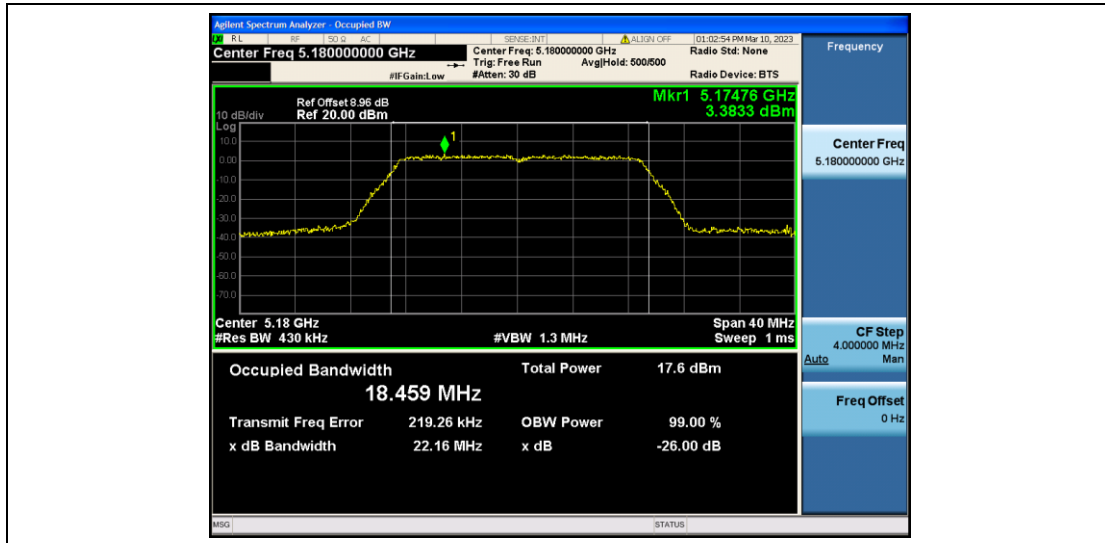 Agilent Spectrum Analyzer - Occupied BW
RL RF 50 Ω AC SENSE:INT ALIGN OFF 01:02:54 PM Mar 10, 2023
Center Freq 5.180000000 GHz
Center Freq: 5.180000000 GHz
Radio Std: None
Trig: Free Run Avg|Hold: 500/500
#IFGain:Low #Atten: 30 dB Radio Device: BTS
Ref Offset 8.96 dB
10 dB/div Ref 20.00 dBm
Mkr1 5.17476 GHz
3.3833 dBm
Log
10.0
0.00
-10.0
-20.0
-30.0
-40.0
-50.0
-60.0
-70.0
1
Center 5.18 GHz Span 40 MHz
#Res BW 430 kHz #VBW 1.3 MHz Sweep 1 ms
Occupied Bandwidth Total Power 17.6 dBm
18.459 MHz
Transmit Freq Error 219.26 kHz OBW Power 99.00 %
x dB Bandwidth 22.16 MHz x dB -26.00 dB
MSG STATUS
Frequency
Center Freq
5.180000000 GHz
CF Step
4.000000 MHz
Auto Man
Freq Offset
0 Hz